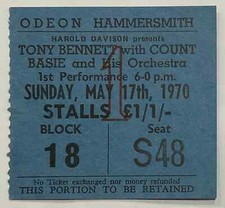 ODEON HAMMERSMITH
HAROLD DAVISON presents
TONY BENNETT with COUNT
BASIE and His Orchestra
1st Performance 6-0 p.m.
SUNDAY, MAY 17th, 1970
STALLS £1/1/-
BLOCK Seat
18 S48
1
No Ticket exchanged nor money refunded
THIS PORTION TO BE RETAINED